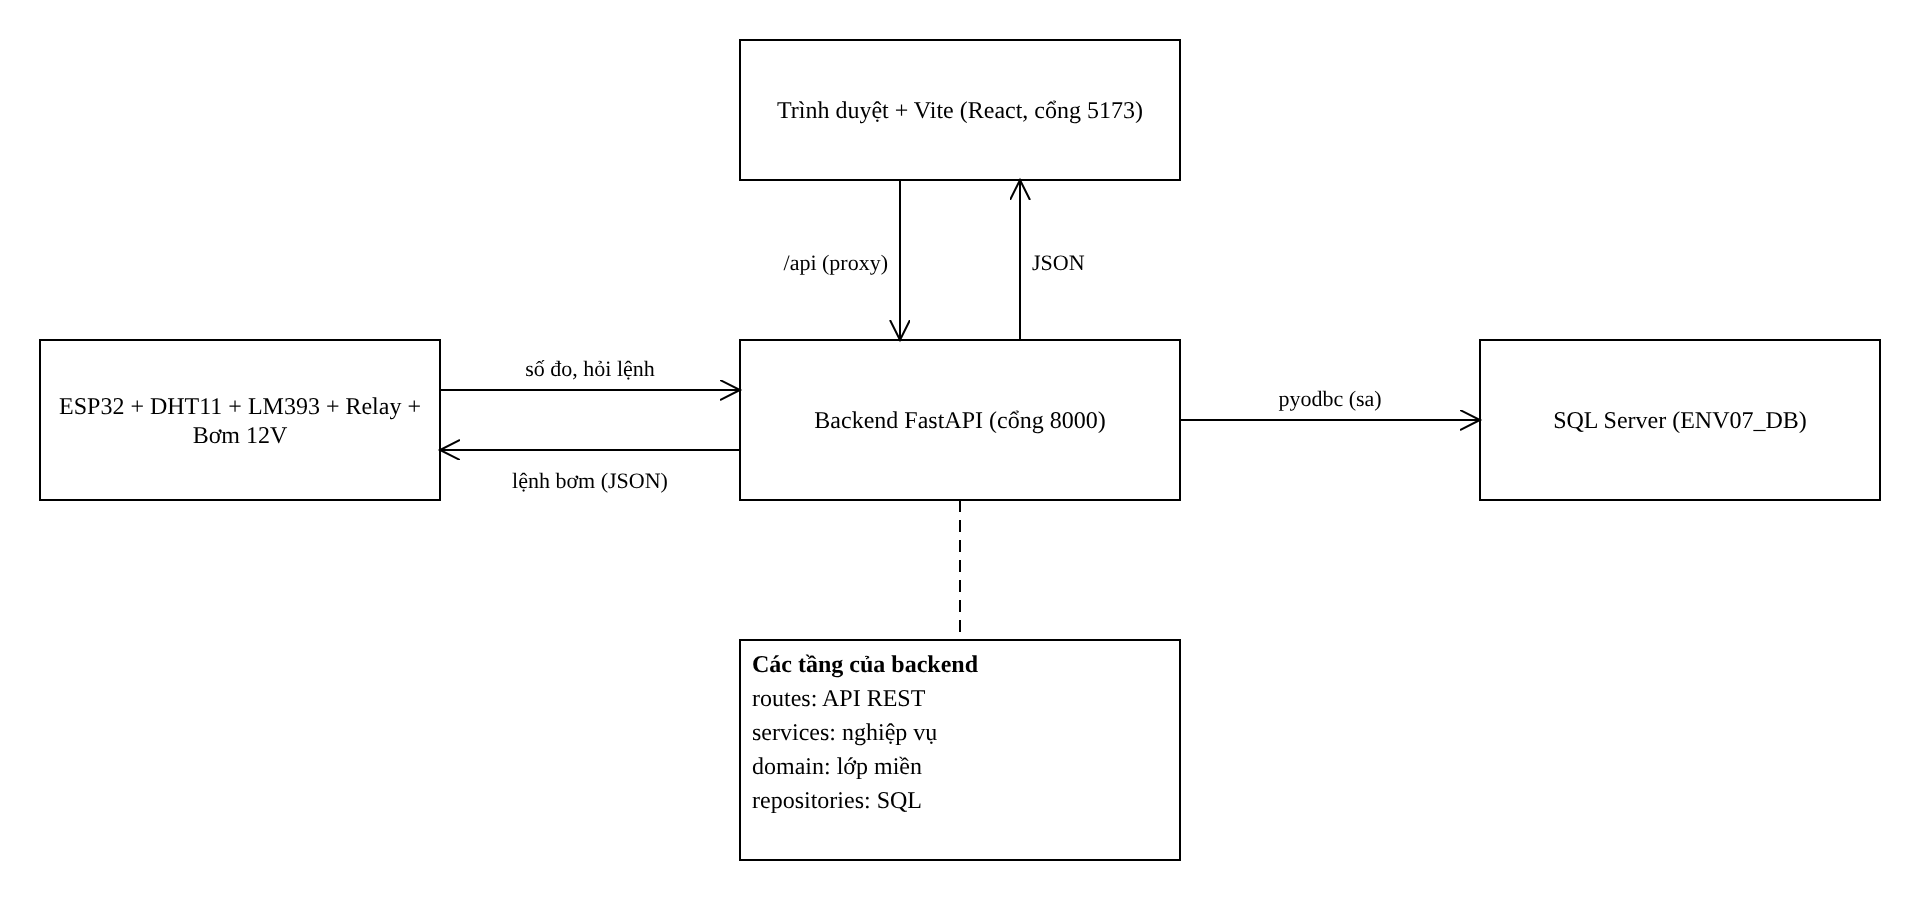 Trình duyệt + Vite (React, cổng 5173)
/api (proxy)
JSON
số đo, hỏi lệnh
ESP32 + DHT11 + LM393 + Relay +
Bơm 12V
lệnh bơm (JSON)
Backend FastAPI (cổng 8000)
pyodbc (sa)
SQL Server (ENV07_DB)
Các tầng của backend
routes: API REST
services: nghiệp vụ
domain: lớp miền
repositories: SQL